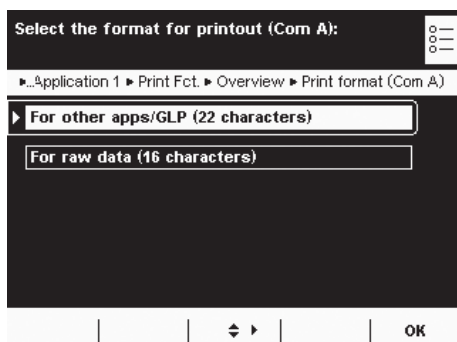 Select the format for printout (Com A):
▸...Application 1 ▸ Print Fct. ▸ Overview ▸ Print format (Com A)
For other apps/GLP (22 characters)
For raw data (16 characters)
OK